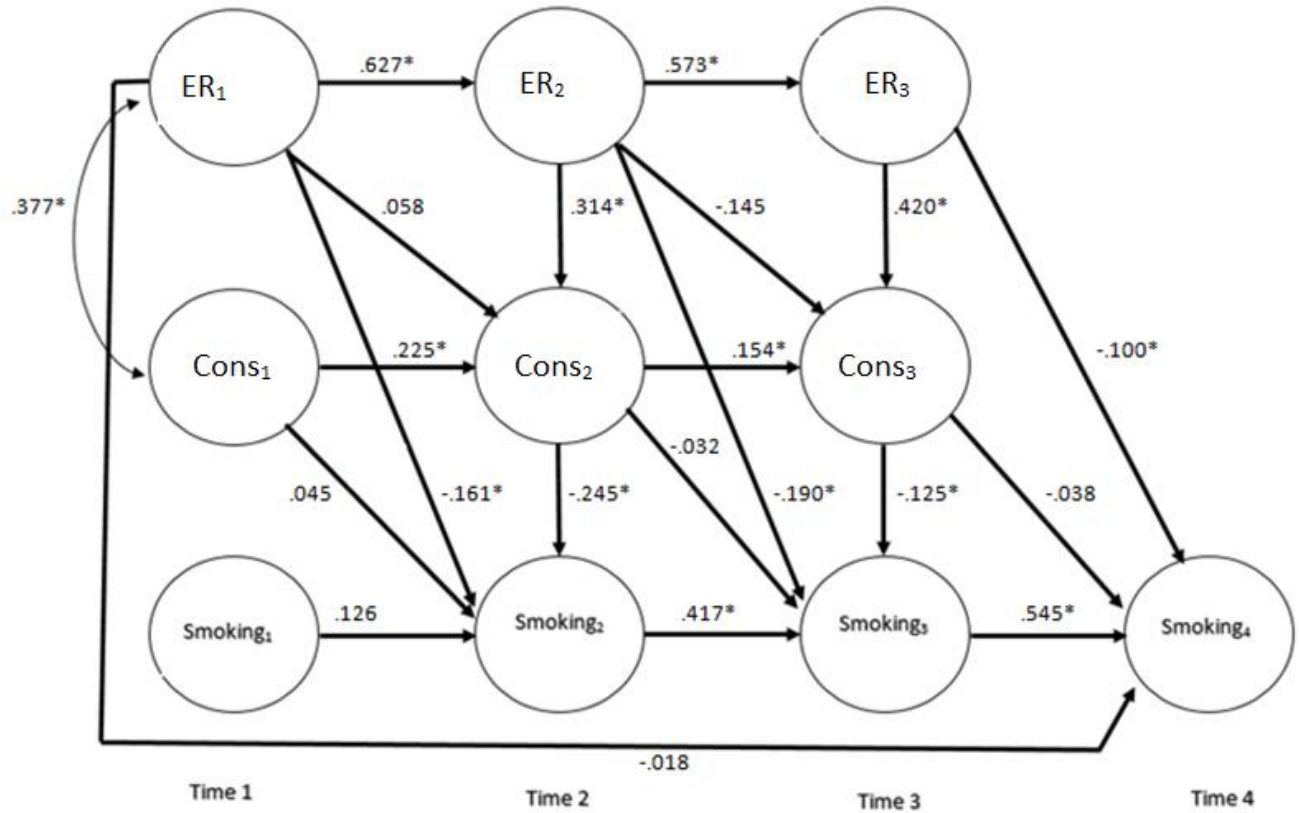 ER₁
.627*
ER₂
.573*
ER₃
.377*
.058
.314*
-.145
.420*
Cons₁
.225*
Cons₂
.154*
Cons₃
-.100*
.045
-.161*
-.245*
-.032
-.190*
-.125*
-.038
Smoking₁
.126
Smoking₂
.417*
Smoking₃
.545*
Smoking₄
-.018
Time 1
Time 2
Time 3
Time 4